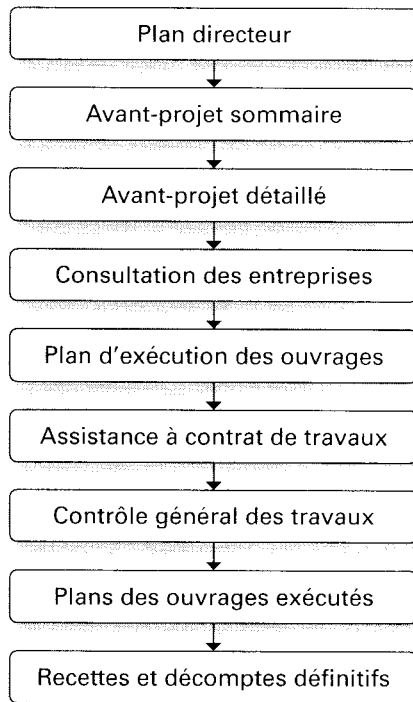 Plan directeur
Avant-projet sommaire
Avant-projet détaillé
Consultation des entreprises
Plan d'exécution des ouvrages
Assistance à contrat de travaux
Contrôle général des travaux
Plans des ouvrages exécutés
Recettes et décomptes définitifs